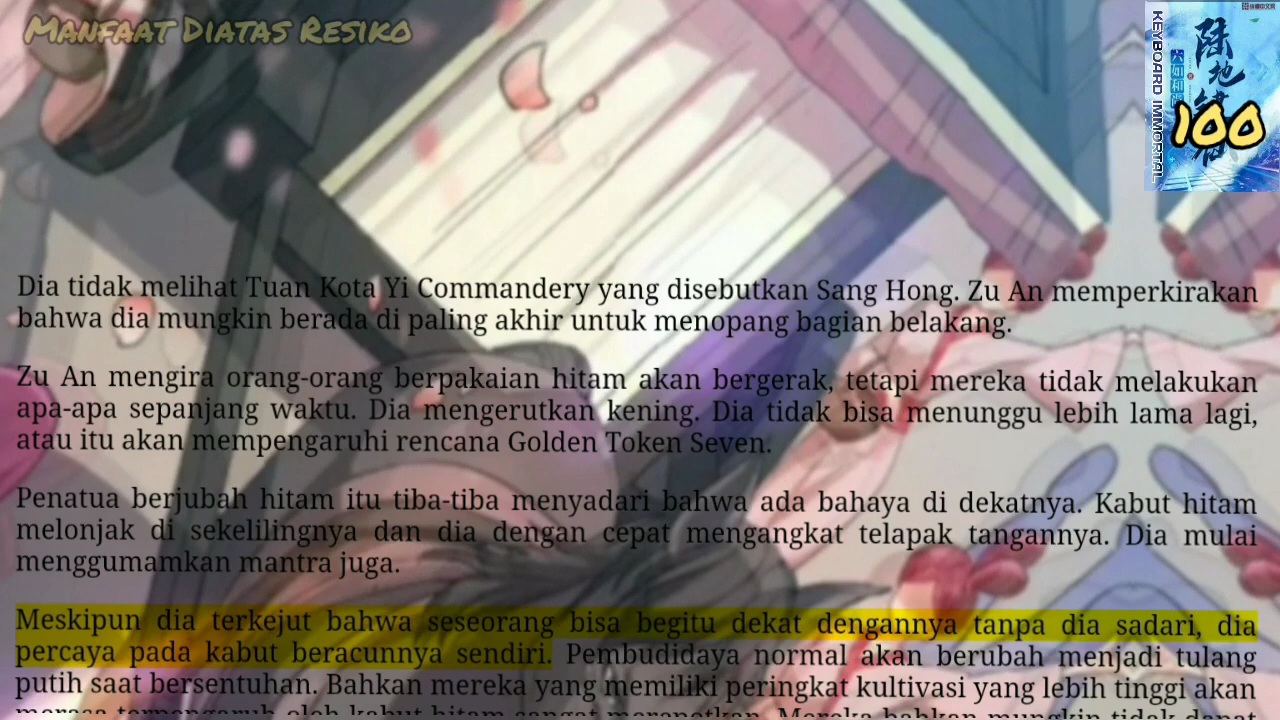 Manfaat Diatas Resiko
KEYBOARD IMMORTAL
100
Dia tidak melihat Tuan Kota Yi Commandery yang disebutkan Sang Hong. Zu An memperkirakan
bahwa dia mungkin berada di paling akhir untuk menopang bagian belakang.
Zu An mengira orang-orang berpakaian hitam akan bergerak, tetapi mereka tidak melakukan
apa-apa sepanjang waktu. Dia mengerutkan kening. Dia tidak bisa menunggu lebih lama lagi,
atau itu akan mempengaruhi rencana Golden Token Seven.
Penatua berjubah hitam itu tiba-tiba menyadari bahwa ada bahaya di dekatnya. Kabut hitam
melonjak di sekelilingnya dan dia dengan cepat mengangkat telapak tangannya. Dia mulai
menggumamkan mantra juga.
Meskipun dia terkejut bahwa seseorang bisa begitu dekat dengannya tanpa dia sadari, dia
percaya pada kabut beracunnya sendiri. Pembudidaya normal akan berubah menjadi tulang
putih saat bersentuhan. Bahkan mereka yang memiliki peringkat kultivasi yang lebih tinggi akan